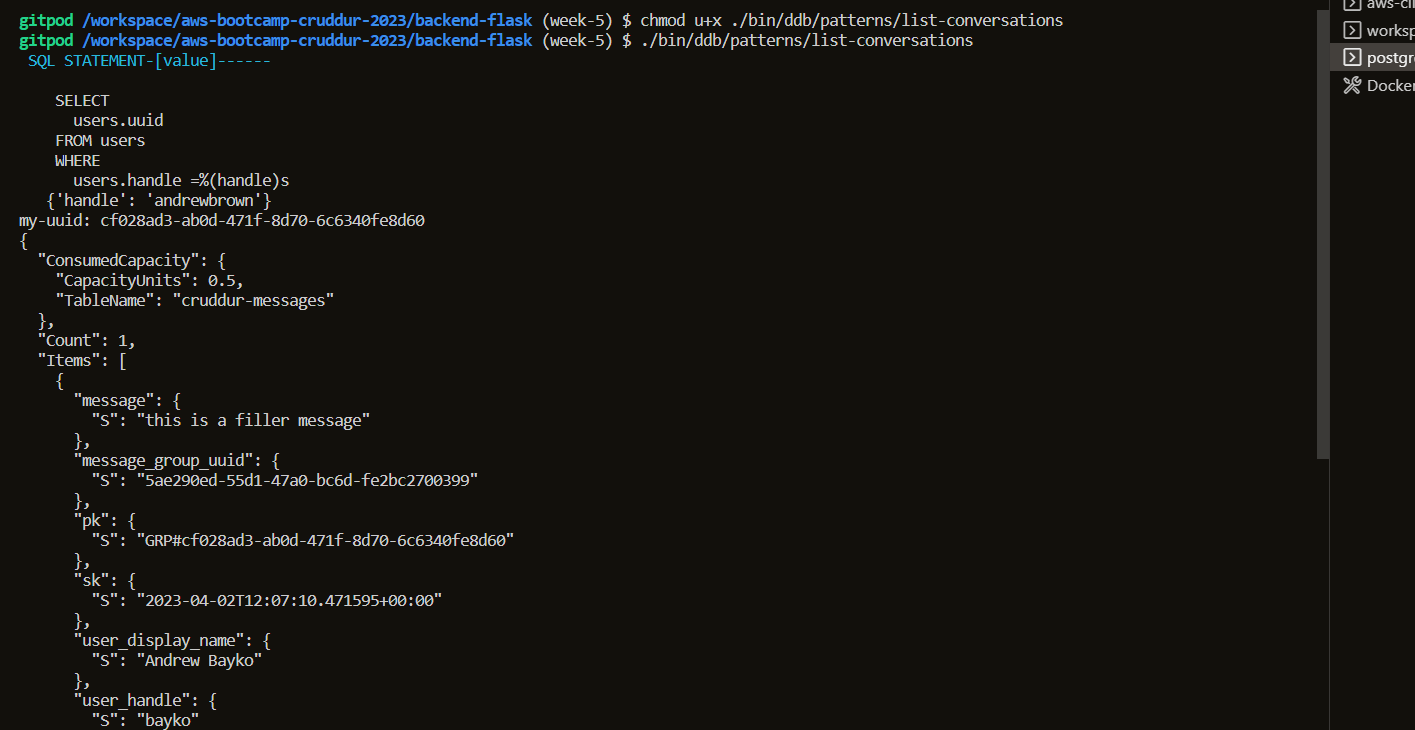 gitpod /workspace/aws-bootcamp-cruddur-2023/backend-flask (week-5) $ chmod u+x ./bin/ddb/patterns/list-conversations
gitpod /workspace/aws-bootcamp-cruddur-2023/backend-flask (week-5) $ ./bin/ddb/patterns/list-conversations
SQL STATEMENT-[value]------
SELECT
users.uuid
FROM users
WHERE
users.handle =%(handle)s
{'handle': 'andrewbrown'}
my-uuid: cf028ad3-ab0d-471f-8d70-6c6340fe8d60
{
"ConsumedCapacity": {
"CapacityUnits": 0.5,
"TableName": "cruddur-messages"
},
"Count": 1,
"Items": [
{
"message": {
"S": "this is a filler message"
},
"message_group_uuid": {
"S": "5ae290ed-55d1-47a0-bc6d-fe2bc2700399"
},
"pk": {
"S": "GRP#cf028ad3-ab0d-471f-8d70-6c6340fe8d60"
},
"sk": {
"S": "2023-04-02T12:07:10.471595+00:00"
},
"user_display_name": {
"S": "Andrew Bayko"
},
"user_handle": {
"S": "bayko"
aws-cli
worksp
postgr
Docker